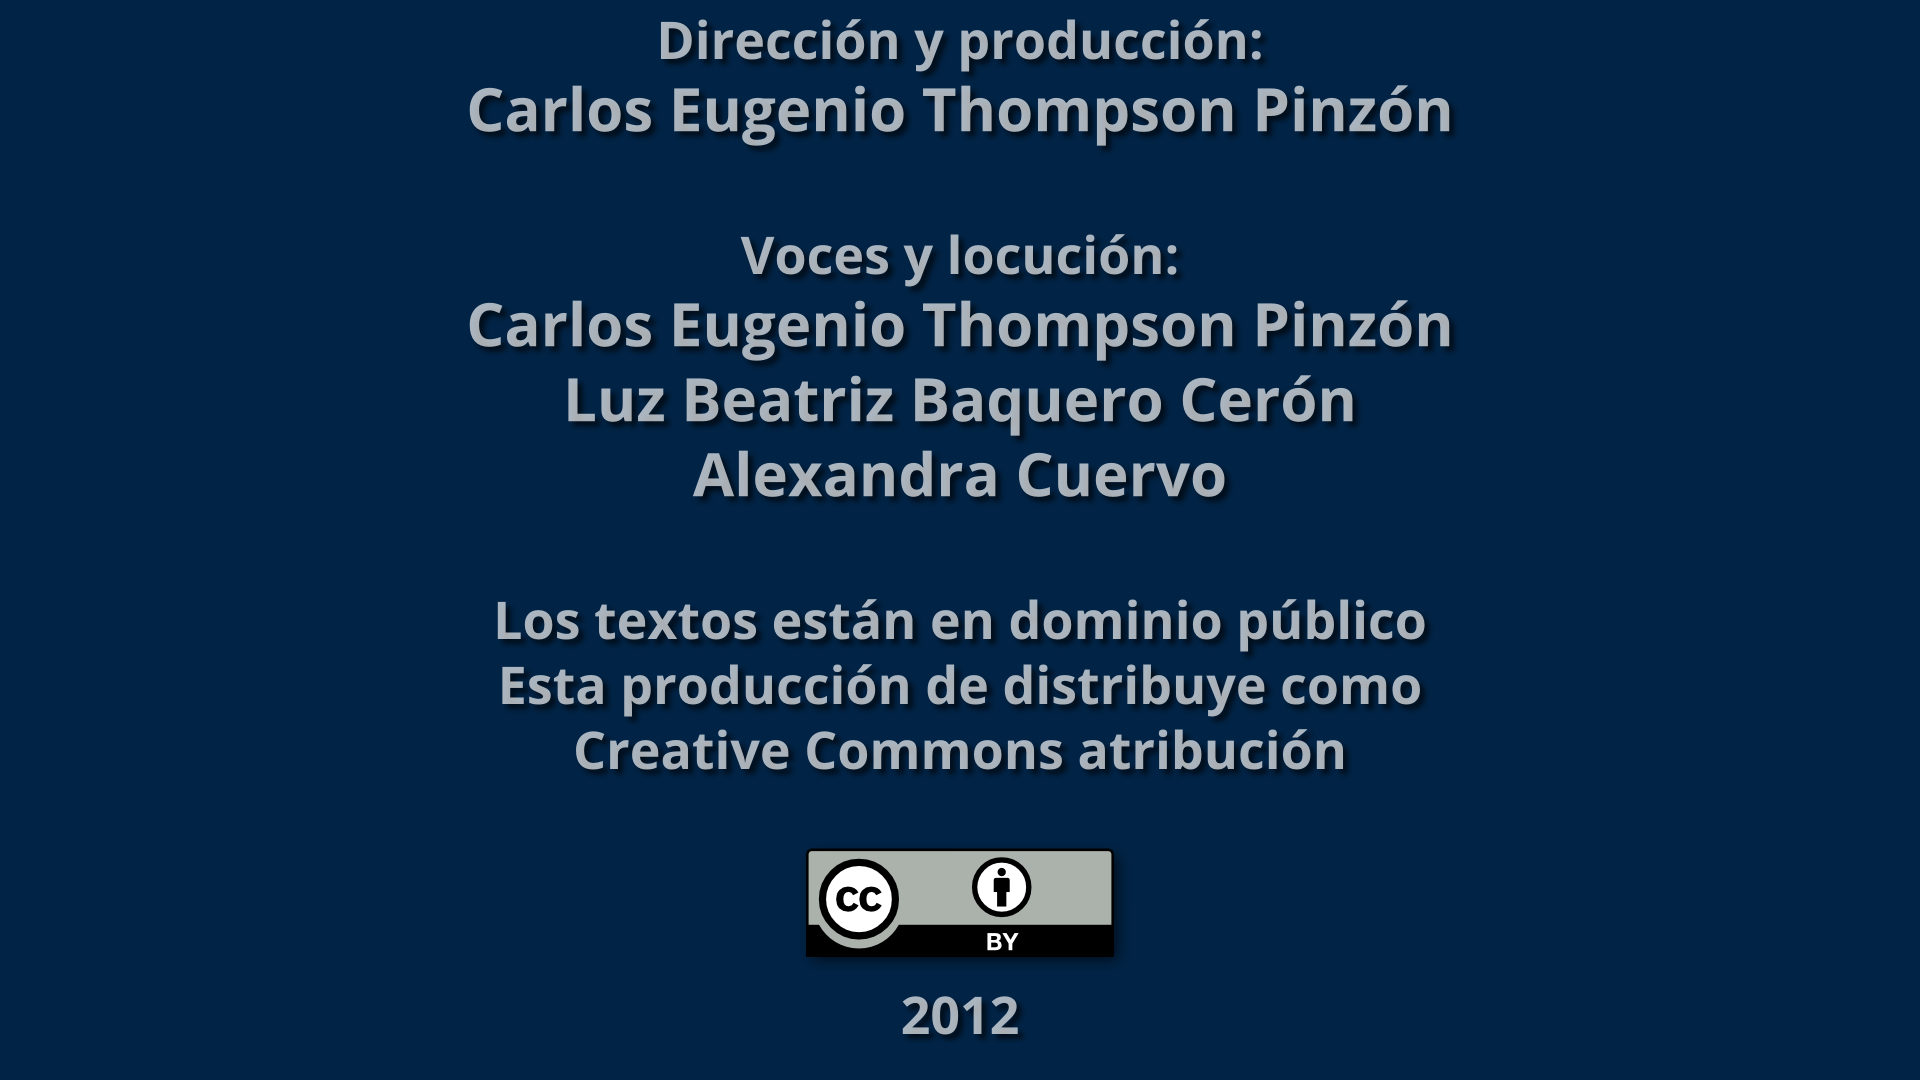 Dirección y producción:
Carlos Eugenio Thompson Pinzón
Voces y locución:
Carlos Eugenio Thompson Pinzón
Luz Beatriz Baquero Cerón
Alexandra Cuervo
Los textos están en dominio público
Esta producción de distribuye como
Creative Commons atribución
cc
BY
2012